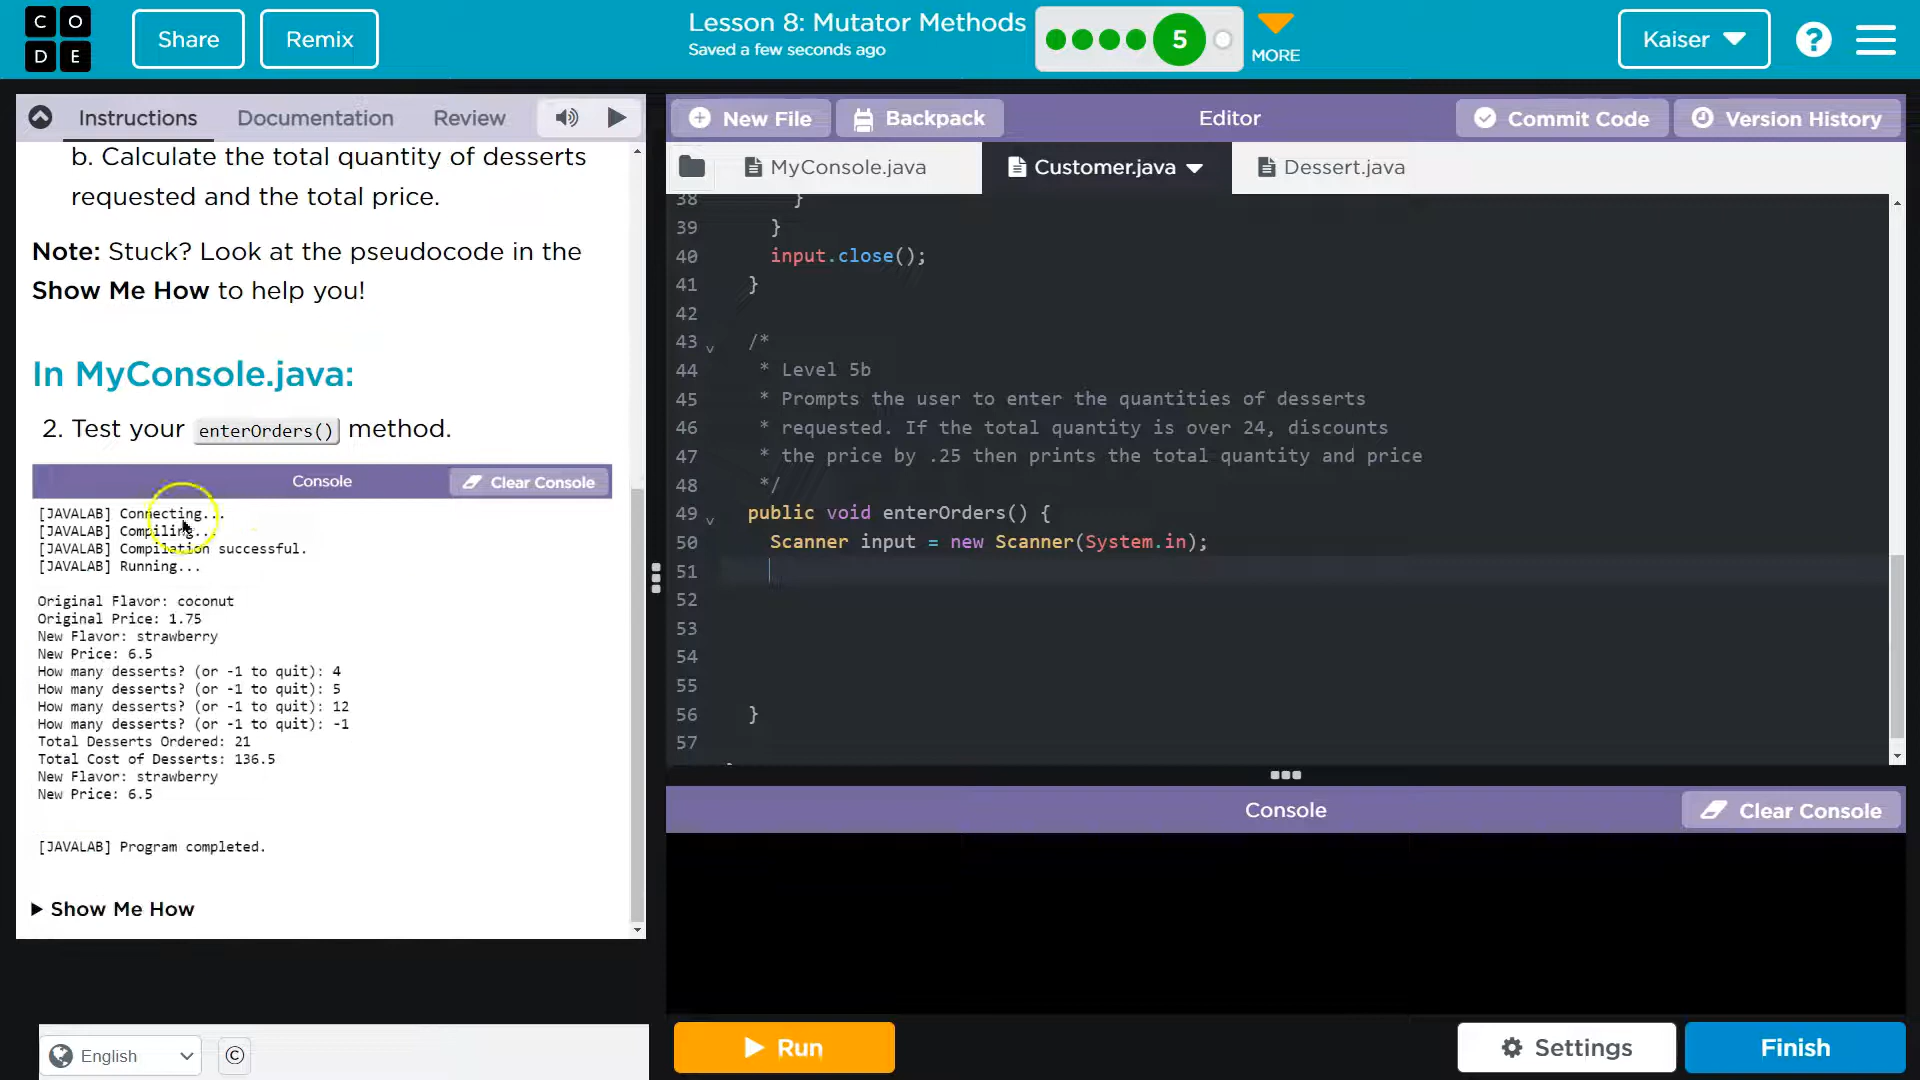 C O
D E
Share
Remix
Lesson 8: Mutator Methods
Saved a few seconds ago
5
MORE
Kaiser
?
Instructions
Documentation
Review
New File
Backpack
Editor
Commit Code
Version History
MyConsole.java
Customer.java
Dessert.java
b. Calculate the total quantity of desserts
requested and the total price.
Note: Stuck? Look at the pseudocode in the
Show Me How to help you!
In MyConsole.java:
2. Test your enterOrders() method.
Console
Clear Console
[JAVALAB] Connecting...
[JAVALAB] Compiling...
[JAVALAB] Compilation successful.
[JAVALAB] Running...
Original Flavor: coconut
Original Price: 1.75
New Flavor: strawberry
New Price: 6.5
How many desserts? (or -1 to quit): 4
How many desserts? (or -1 to quit): 5
How many desserts? (or -1 to quit): 12
How many desserts? (or -1 to quit): -1
Total Desserts Ordered: 21
Total Cost of Desserts: 136.5
New Flavor: strawberry
New Price: 6.5
[JAVALAB] Program completed.
Show Me How
38 }
39 }
40 input.close();
41 }
42
43 /*
44 * Level 5b
45 * Prompts the user to enter the quantities of desserts
46 * requested. If the total quantity is over 24, discounts
47 * the price by .25 then prints the total quantity and price
48 */
49 public void enterOrders() {
50 Scanner input = new Scanner(System.in);
51
52
53
54
55
56 }
57
Console
Clear Console
English
©
Run
Settings
Finish